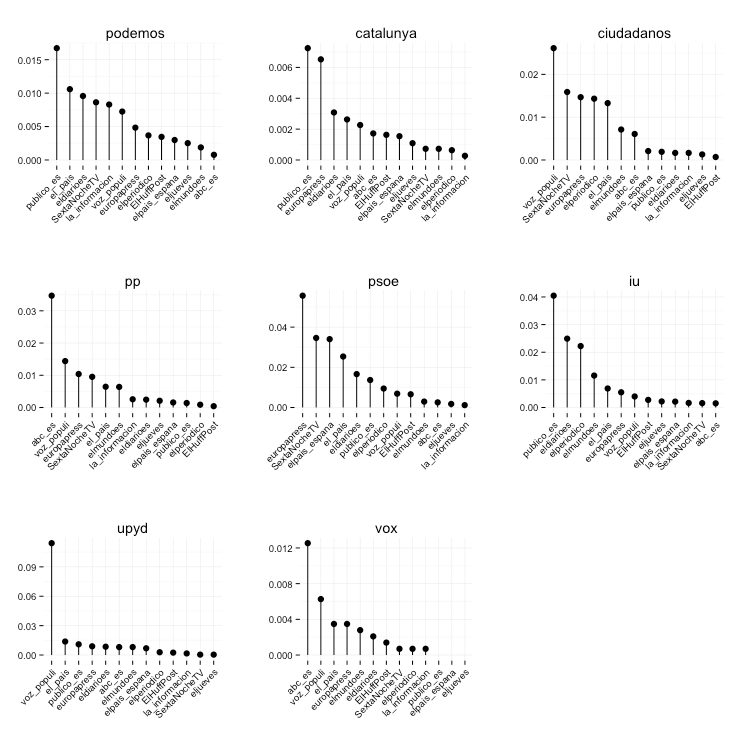 podemos
0.015
0.010
0.005
0.000
publico_es
el_pais
eldiarioes
SextaNocheTV
la_informacion
voz_populi
europapress
elperiodico
ElHuffPost
elpais_espana
eljueves
elmundoes
abc_es
catalunya
0.006
0.004
0.002
0.000
publico_es
europapress
eldiarioes
el_pais
voz_populi
abc_es
ElHuffPost
elpais_espana
eljueves
SextaNocheTV
elmundoes
elperiodico
la_informacion
ciudadanos
0.02
0.01
0.00
voz_populi
SextaNocheTV
europapress
elperiodico
el_pais
elmundoes
abc_es
elpais_espana
publico_es
eldiarioes
la_informacion
eljueves
ElHuffPost
pp
0.03
0.02
0.01
0.00
abc_es
voz_populi
europapress
SextaNocheTV
el_pais
elmundoes
la_informacion
eldiarioes
eljueves
elpais_espana
publico_es
elperiodico
ElHuffPost
psoe
0.04
0.02
0.00
europapress
SextaNocheTV
elpais_espana
el_pais
eldiarioes
publico_es
elperiodico
voz_populi
ElHuffPost
elmundoes
abc_es
eljueves
la_informacion
iu
0.04
0.03
0.02
0.01
0.00
publico_es
eldiarioes
elperiodico
elmundoes
el_pais
europapress
voz_populi
ElHuffPost
eljueves
elpais_espana
la_informacion
SextaNocheTV
abc_es
upyd
0.09
0.06
0.03
0.00
voz_populi
el_pais
publico_es
europapress
eldiarioes
abc_es
elmundoes
elpais_espana
elperiodico
ElHuffPost
la_informacion
SextaNocheTV
eljueves
vox
0.012
0.008
0.004
0.000
abc_es
voz_populi
el_pais
europapress
elmundoes
eldiarioes
ElHuffPost
SextaNocheTV
elperiodico
la_informacion
publico_es
elpais_espana
eljueves